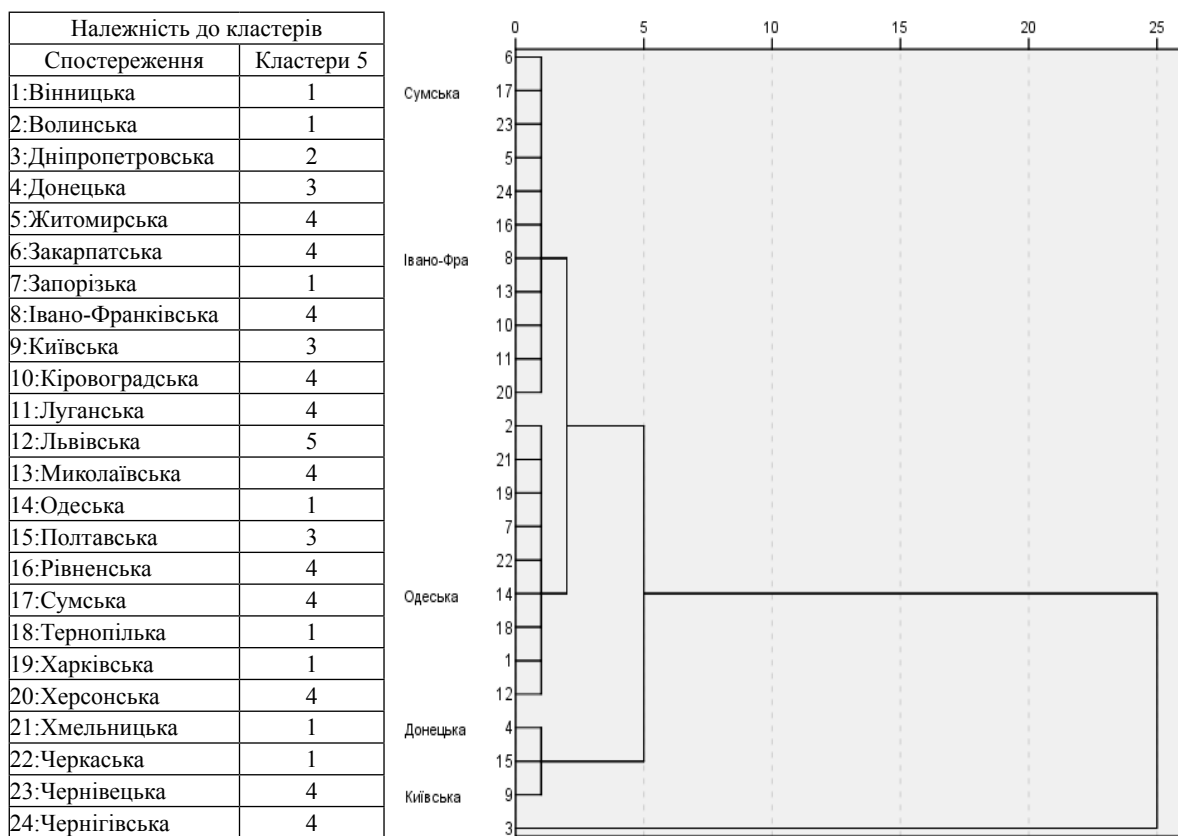 Належність до кластерів
Спостереження Кластери 5
1:Вінницька 1
2:Волинська 1
3:Дніпропетровська 2
4:Донецька 3
5:Житомирська 4
6:Закарпатська 4
7:Запорізька 1
8:Івано-Франківська 4
9:Київська 3
10:Кіровоградська 4
11:Луганська 4
12:Львівська 5
13:Миколаївська 4
14:Одеська 1
15:Полтавська 3
16:Рівненська 4
17:Сумська 4
18:Тернопілька 1
19:Харківська 1
20:Херсонська 4
21:Хмельницька 1
22:Черкаська 1
23:Чернівецька 4
24:Чернігівська 4
0 5 10 15 20 25
6
Сумська 17
23
5
24
16
Івано-Фра 8
13
10
11
20
2
21
19
7
22
Одеська 14
18
1
12
Донецька 4
15
Київська 9
3